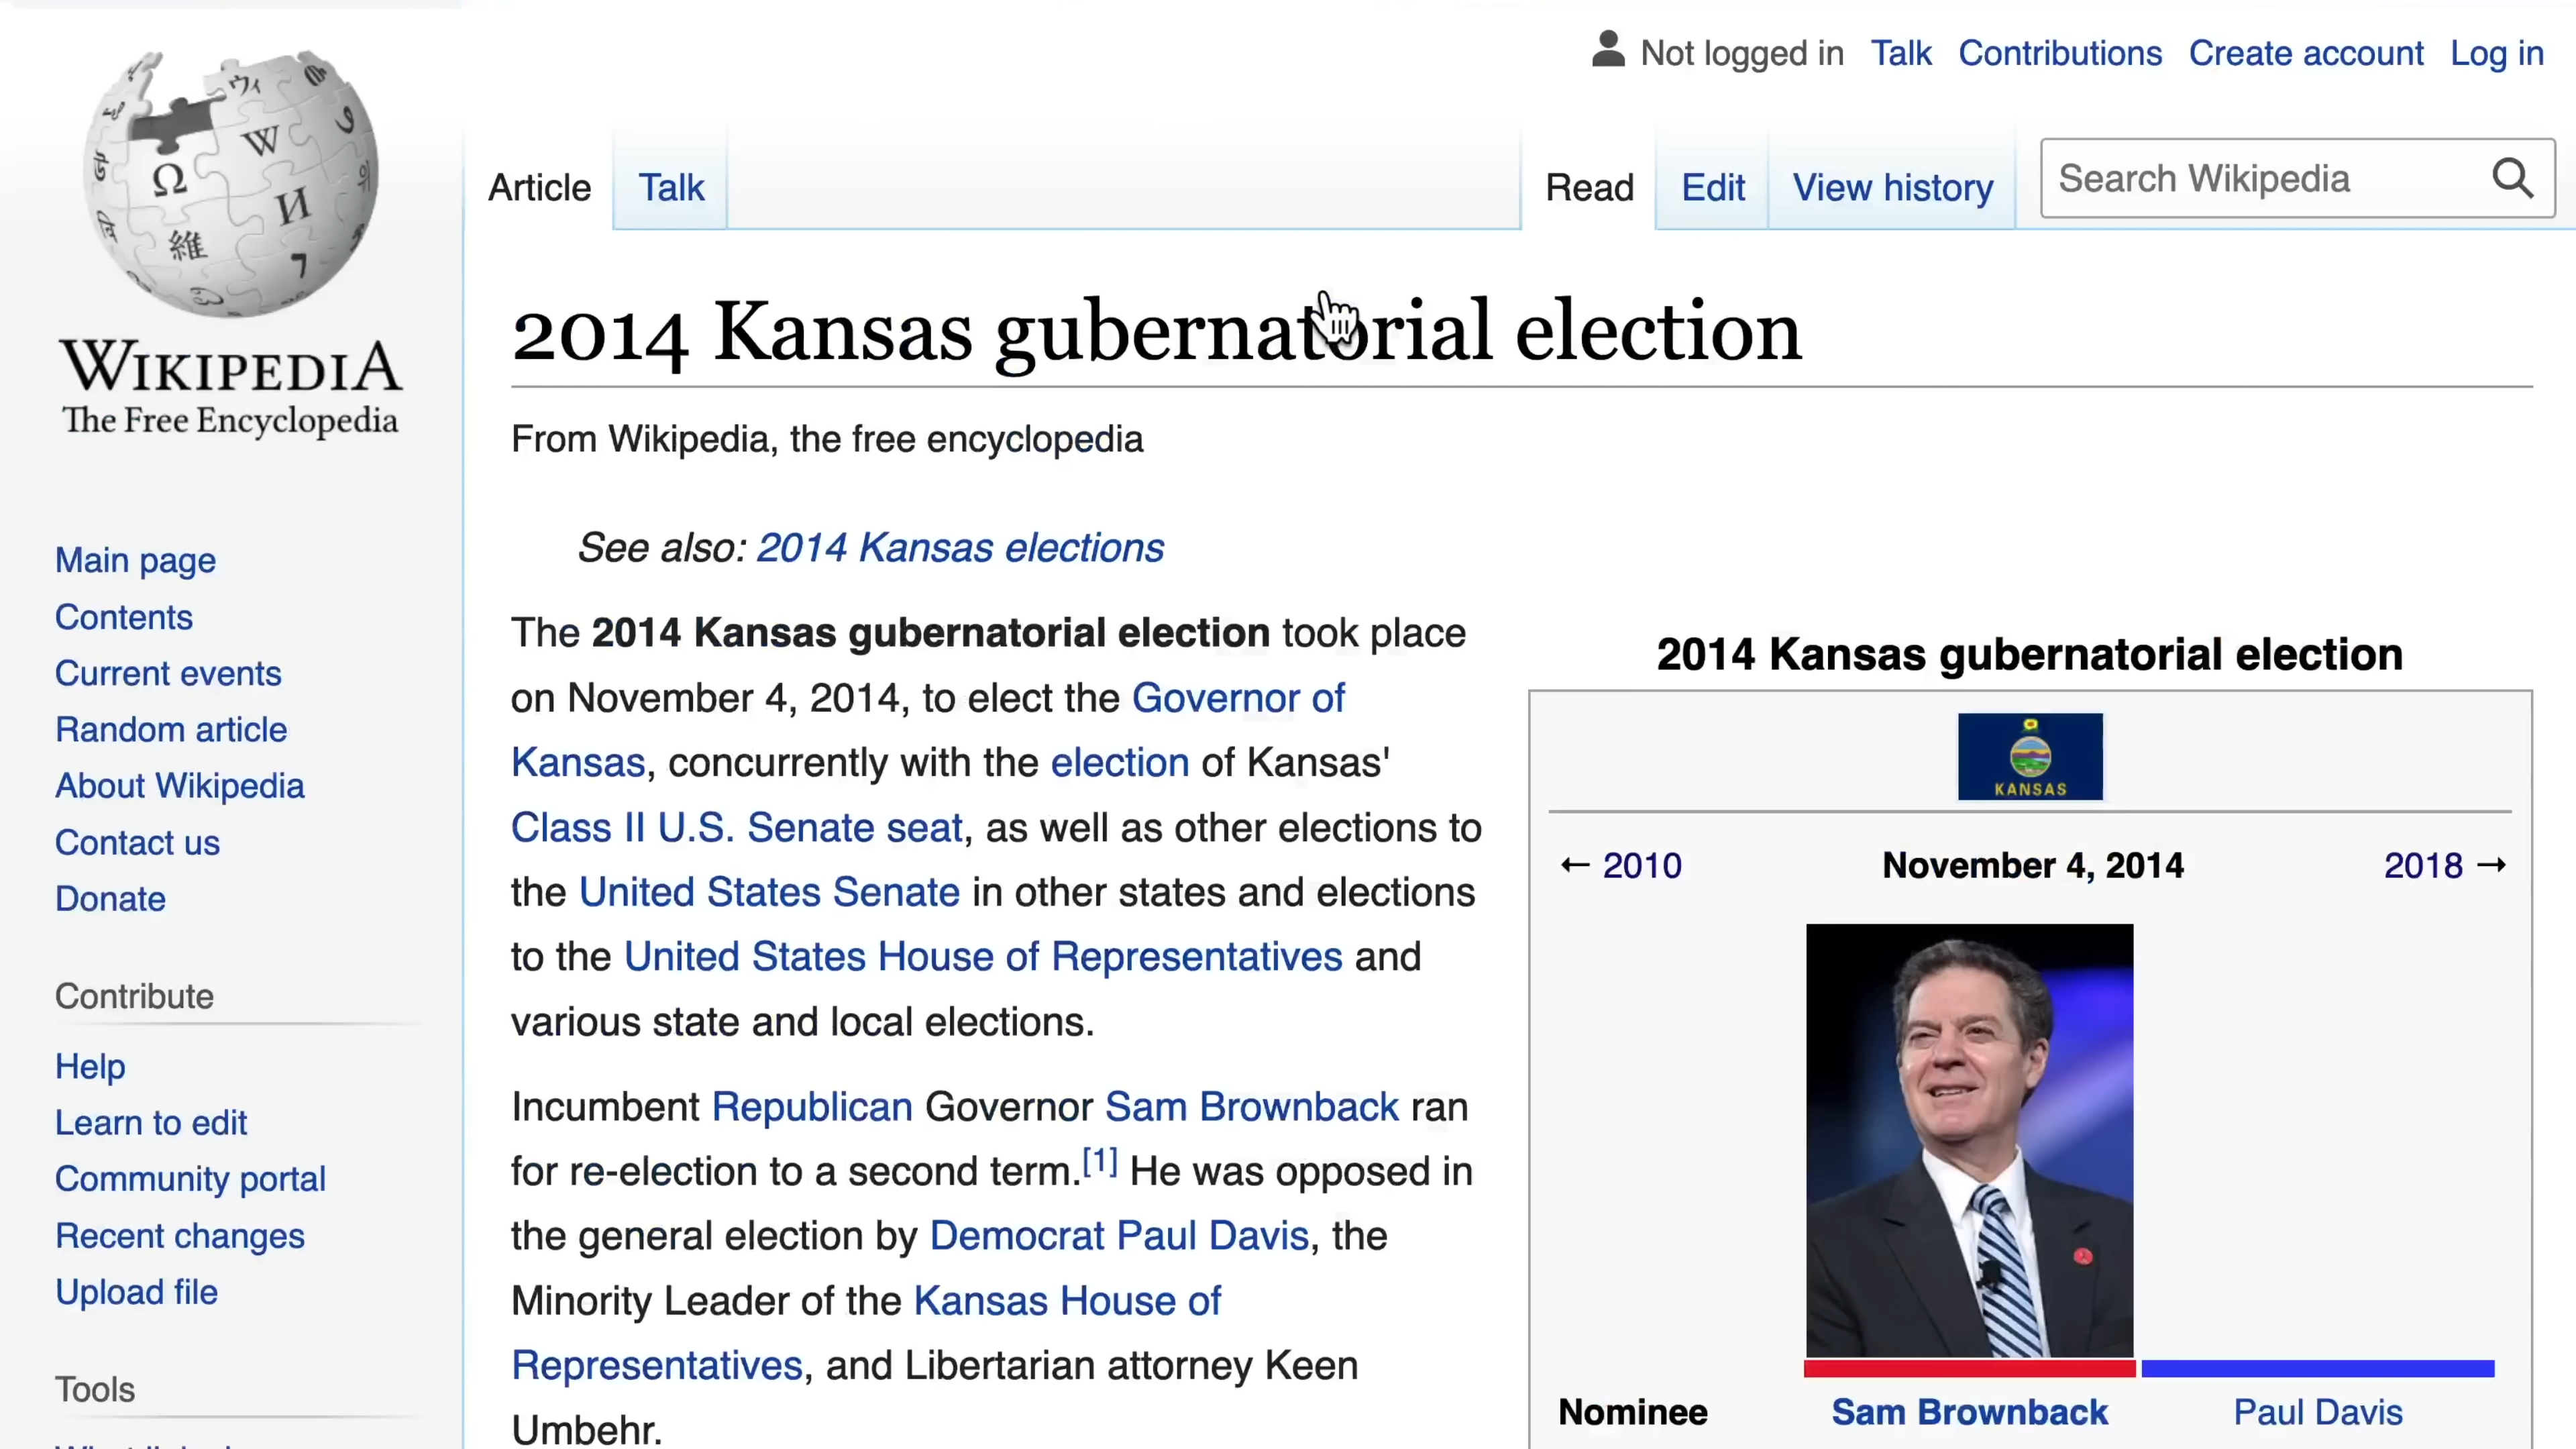 Not logged in Talk Contributions Create account Log in
Article Talk Read Edit View history Search Wikipedia
WIKIPEDIA
The Free Encyclopedia
Main page
Contents
Current events
Random article
About Wikipedia
Contact us
Donate
Contribute
Help
Learn to edit
Community portal
Recent changes
Upload file
Tools
2014 Kansas gubernatorial election
From Wikipedia, the free encyclopedia
See also: 2014 Kansas elections
The 2014 Kansas gubernatorial election took place
on November 4, 2014, to elect the Governor of
Kansas, concurrently with the election of Kansas'
Class II U.S. Senate seat, as well as other elections to
the United States Senate in other states and elections
to the United States House of Representatives and
various state and local elections.
Incumbent Republican Governor Sam Brownback ran
for re-election to a second term.[1] He was opposed in
the general election by Democrat Paul Davis, the
Minority Leader of the Kansas House of
Representatives, and Libertarian attorney Keen
Umbehr.
2014 Kansas gubernatorial election
KANSAS
← 2010 November 4, 2014 2018 →
Nominee Sam Brownback Paul Davis